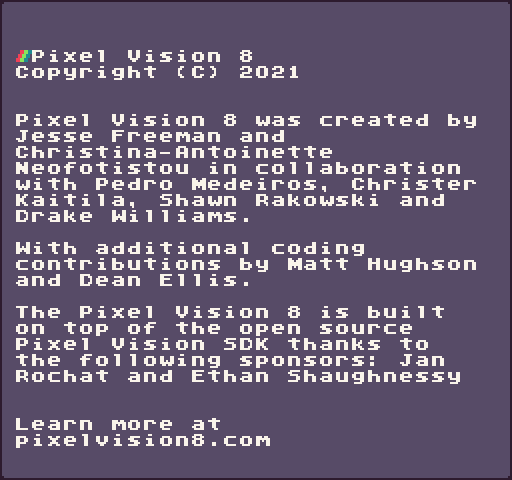 Pixel Vision 8
Copyright (C) 2021
Pixel Vision 8 was created by
Jesse Freeman and
Christina-Antoinette
Neofotistou in collaboration
with Pedro Medeiros, Christer
Kaitila, Shawn Rakowski and
Drake Williams.
With additional coding
contributions by Matt Hughson
and Dean Ellis.
The Pixel Vision 8 is built
on top of the open source
Pixel Vision SDK thanks to
the following sponsors: Jan
Rochat and Ethan Shaughnessy
Learn more at
pixelvision8.com